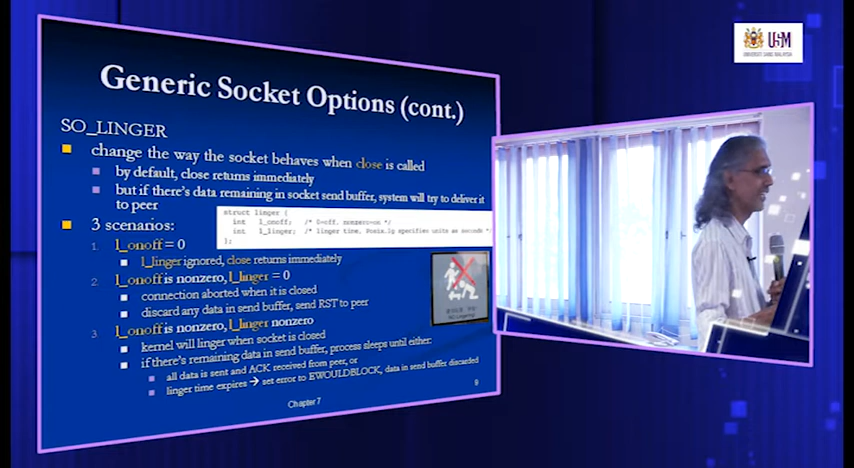 USM
UNIVERSITI SAINS MALAYSIA
Generic Socket Options (cont.)
SO_LINGER
change the way the socket behaves when close is called
by default, close returns immediately
but if there's data remaining in socket send buffer, system will try to deliver it
to peer
3 scenarios:
struct linger {
int l_onoff; /* 0=off, nonzero=on */
int l_linger; /* linger time, Posix.1g specifies units as seconds */
};
1. l_onoff = 0
l_linger ignored, close returns immediately
2. l_onoff is nonzero, l_linger = 0
connection aborted when it is closed
discard any data in send buffer, send RST to peer
3. l_onoff is nonzero, l_linger nonzero
kernel will linger when socket is closed
if there's remaining data in send buffer, process sleeps until either:
all data is sent and ACK received from peer, or
linger time expires → set error to EWOULDBLOCK, data in send buffer discarded
Chapter 7
9